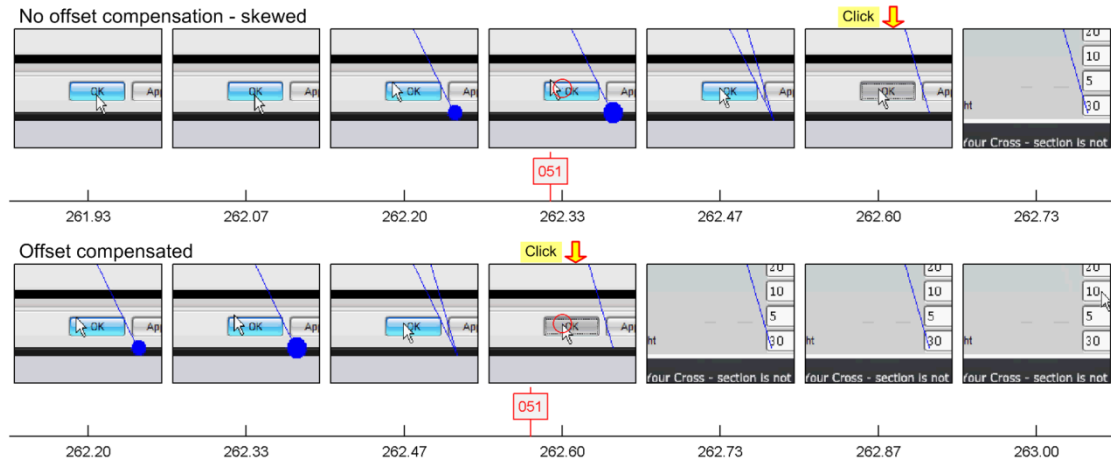 No offset compensation - skewed
Click
OK
OK
OK Ap
OK Ap
OK Ap
OK Ap
20
10
5
30
ht
Your Cross - section is not
051
261.93 262.07 262.20 262.33 262.47 262.60 262.73
Offset compensated
Click
OK Ap
OK Ap
OK Ap
OK Ap
20
10
5
30
ht
Your Cross - section is not
20
10
5
30
ht
Your Cross - section is not
20
10
5
30
ht
Your Cross - section is not
051
262.20 262.33 262.47 262.60 262.73 262.87 263.00